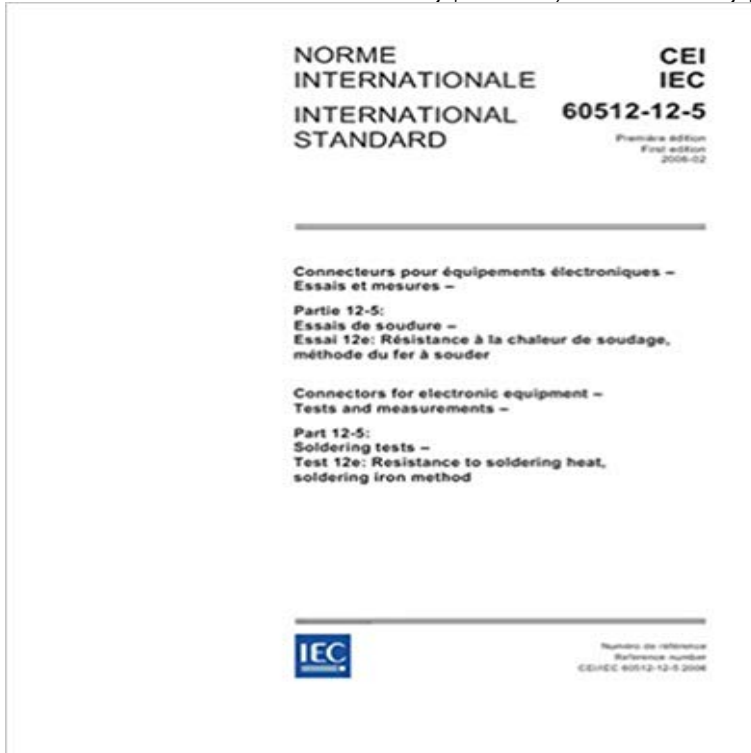 NORME
INTERNATIONALE
CEI
IEC
INTERNATIONAL
STANDARD
60512-12-5
Première édition
First edition
2006-02
Connecteurs pour équipements électroniques –
Essais et mesures –
Partie 12-5:
Essais de soudure –
Essai 12e: Résistance à la chaleur de soudage,
méthode du fer à souder
Connectors for electronic equipment –
Tests and measurements –
Part 12-5:
Soldering tests –
Test 12e: Resistance to soldering heat,
soldering iron method
IEC
Numéro de référence
Reference number
CEI/IEC 60512-12-5:2006